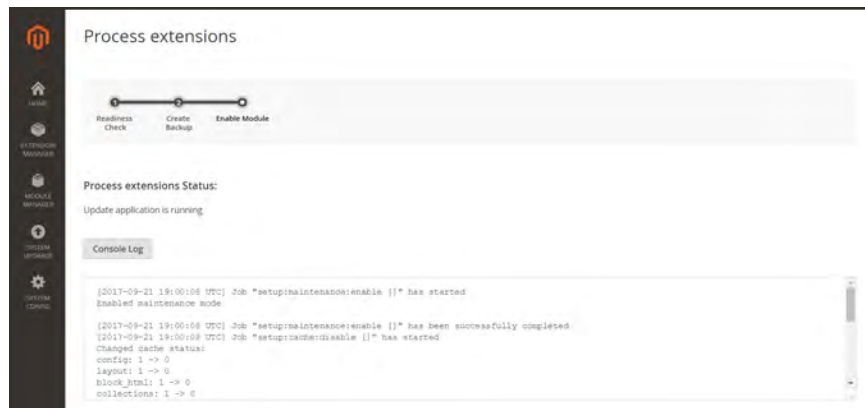 Process extensions
HOME
EXTENSION MANAGER
MODULE MANAGER
SYSTEM UPGRADE
SYSTEM CONFIG
1
2
Readiness Check
Create Backup
Enable Module
Process extensions Status:
Update application is running
Console Log
[2017-09-21 19:00:08 UTC] Job "setup:maintenance:enable []" has started
Enabled maintenance mode
[2017-09-21 19:00:08 UTC] Job "setup:maintenance:enable []" has been successfully completed
[2017-09-21 19:00:08 UTC] Job "setup:cache:disable []" has started
Changed cache status:
config: 1 -> 0
layout: 1 -> 0
block_html: 1 -> 0
collections: 1 -> 0